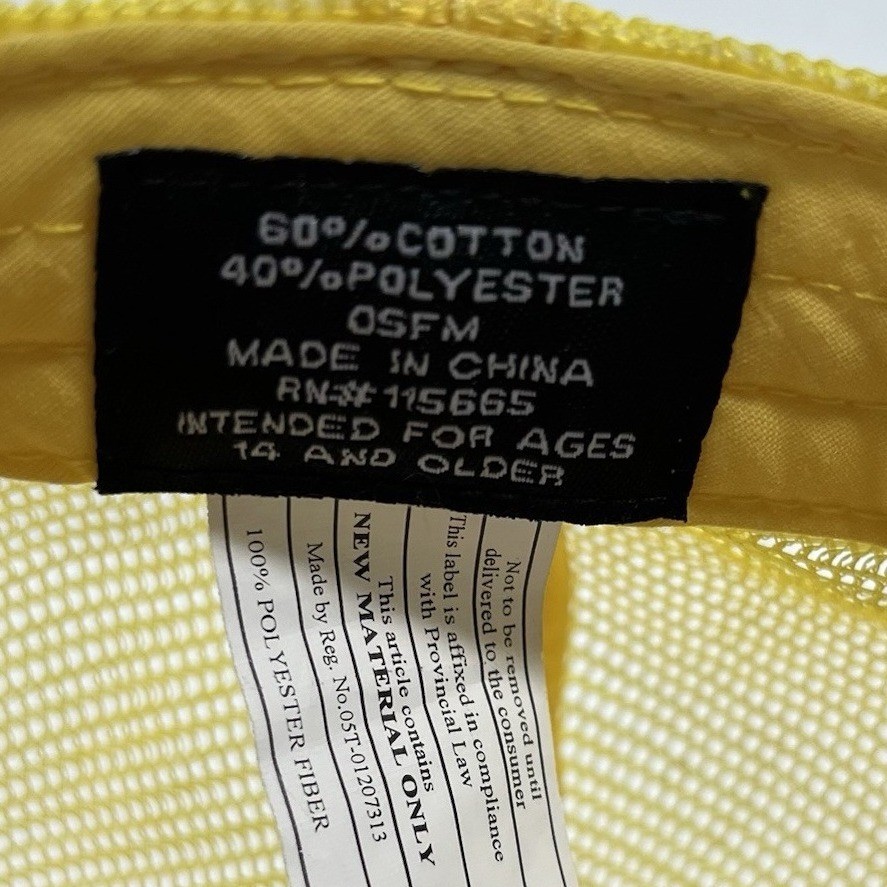 60%COTTON
40%POLYESTER
OSFM
MADE IN CHINA
RN# 115665
INTENDED FOR AGES
14 AND OLDER
Not to be removed until
delivered to the consumer
This label is affixed in compliance
with Provincial Law
This article contains
NEW MATERIAL ONLY
Made by Reg. No.05T-01207313
100% POLYESTER FIBER